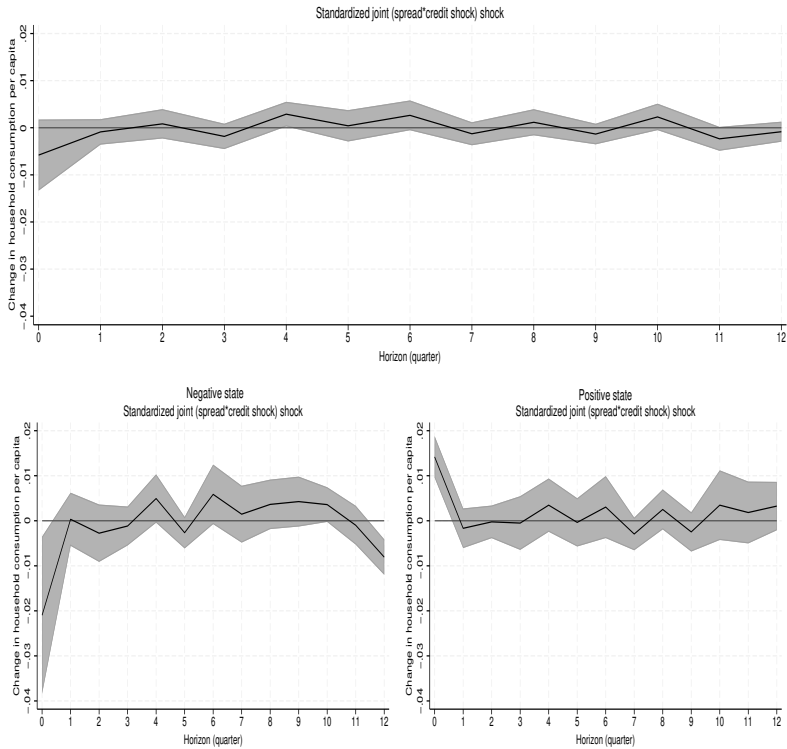 Standardized joint (spread*credit shock) shock
Change in household consumption per capita
.02
.01
0
-.01
-.02
-.03
-.04
0 1 2 3 4 5 6 7 8 9 10 11 12
Horizon (quarter)
Negative state
Standardized joint (spread*credit shock) shock
Change in household consumption per capita
.02
.01
0
-.01
-.02
-.03
-.04
0 1 2 3 4 5 6 7 8 9 10 11 12
Horizon (quarter)
Positive state
Standardized joint (spread*credit shock) shock
Change in household consumption per capita
.02
.01
0
-.01
-.02
-.03
-.04
0 1 2 3 4 5 6 7 8 9 10 11 12
Horizon (quarter)